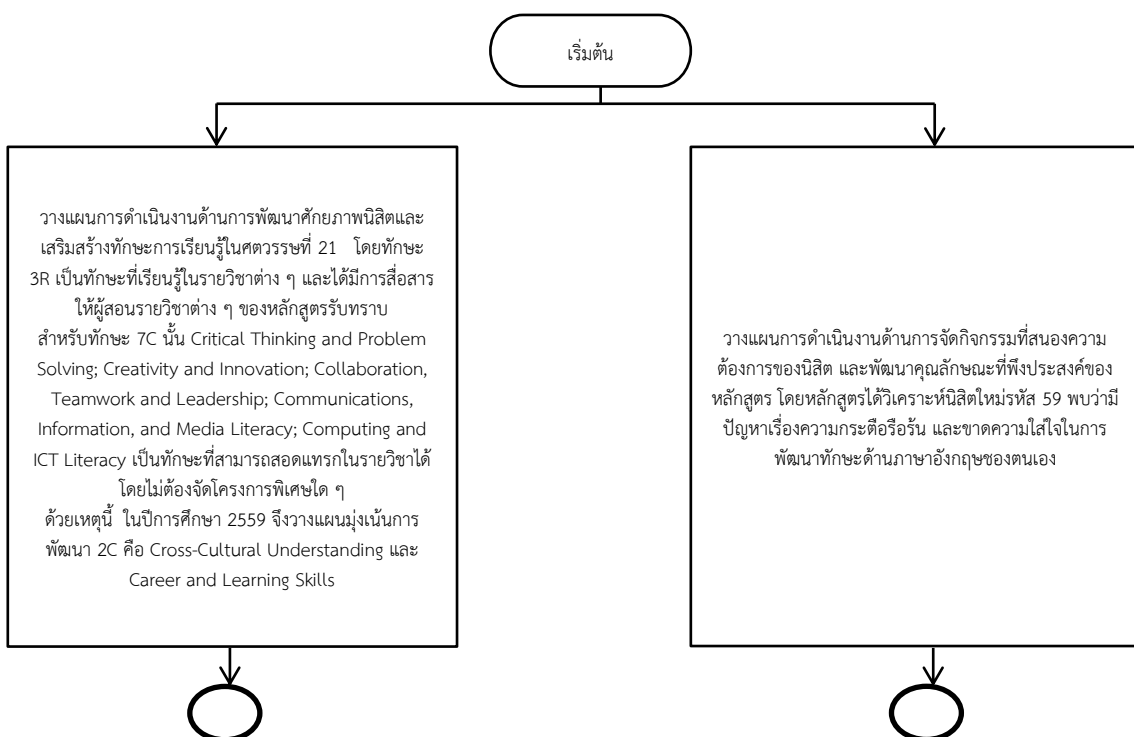 เริ่มต้น
วางแผนการดำเนินงานด้านการพัฒนาศักยภาพนิสิตและ
เสริมสร้างทักษะการเรียนรู้ในศตวรรษที่ 21 โดยทักษะ
3R เป็นทักษะที่เรียนรู้ในรายวิชาต่าง ๆ และได้มีการสื่อสาร
ให้ผู้สอนรายวิชาต่าง ๆ ของหลักสูตรรับทราบ
สำหรับทักษะ 7C นั้น Critical Thinking and Problem
Solving; Creativity and Innovation; Collaboration,
Teamwork and Leadership; Communications,
Information, and Media Literacy; Computing and
ICT Literacy เป็นทักษะที่สามารถสอดแทรกในรายวิชาได้
โดยไม่ต้องจัดโครงการพิเศษใด ๆ
ด้วยเหตุนี้ ในปีการศึกษา 2559 จึงวางแผนมุ่งเน้นการ
พัฒนา 2C คือ Cross-Cultural Understanding และ
Career and Learning Skills
วางแผนการดำเนินงานด้านการจัดกิจกรรมที่สนองความ
ต้องการของนิสิต และพัฒนาคุณลักษณะที่พึงประสงค์ของ
หลักสูตร โดยหลักสูตรได้วิเคราะห์นิสิตใหม่รหัส 59 พบว่ามี
ปัญหาเรื่องความกระตือรือร้น และขาดความใส่ใจในการ
พัฒนาทักษะด้านภาษาอังกฤษชองตนเอง